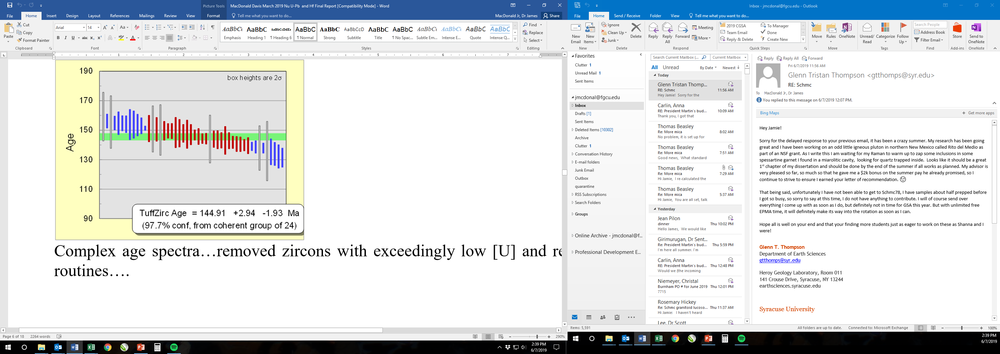 MacDonald Davis March 2019 Nu U-Pb  and Hf Final Report [Compatibility Mode] - Word
Picture Tools
File Home Insert Design Layout References Mailings Review View Format Tell me what you want to do... MacDonald Jr, Dr James Share
Paste
Cut
Copy
Format Painter
Clipboard
Arial 14
Font
Paragraph
AaBbCc Emphasis
AaBbC Heading 1
AaBbCcDdEe ¶ Heading 6
AaBbC ¶ Normal
AaBbC Strong
AaBbCcD Subtitle
AaBbC Title
AaBbC ¶ No Spac...
AaBbCc Subtle Em...
AaBbCc Intense E...
AaBbC Quote
AaBbC Intense Q...
Styles
Find
Replace
Select
Editing
1 2 3 4 5 6 7
190
170
150
130
110
90
Age
box heights are 2σ
TuffZirc Age = 144.91 +2.94 -1.93 Ma
(97.7% conf, from coherent group of 24)
Complex age spectra…removed zircons with exceedingly low [U] and re
routines….
Page 6 of 18 2264 words
290%
2:39 PM
6/7/2019
Inbox - jmcdonal@fgcu.edu - Outlook
File Home Send / Receive Folder View Tell me what you want to do...
New Email
New Items
New
Ignore
Clean Up
Junk
Delete
Delete
Reply
Reply All
Forward
Meeting
More
Respond
2019 CGSA
Team Email
Reply & Delete
To Manager
Done
Create New
Quick Steps
Move
Rules
OneNote
Move
Unread/ Read
Categorize
Follow Up
Tags
Search People
Address Book
Filter Email
Find
Store
Add-ins
Send to OneNote
OneNote
Favorites
Clutter 1
Unread Mail 1
Sent Items
jmcdonal@fgcu.edu
Inbox
Drafts [1]
Sent Items
Deleted Items [10302]
Archive
Clutter 1
Conversation History
E-mail folders
Junk Email
Outbox
quarantine
RSS Subscriptions
Search Folders
Groups
Online Archive - jmcdonal@f...
Professional Development E...
Items: 5,591
Search Current Mailbox (... Current Mailbox
All Unread By Date Newest
Today
Glenn Tristan Thomp...
RE: Schmc 11:56 AM
Hey Jamie!  Sorry for the
Carlin, Anna
RE: President Martin's bud... 10:09 AM
Thank you, I got that
Thomas Beasley
Re: More mica 8:02 AM
No problem, it is set up for
Thomas Beasley
Re: More mica 7:51 AM
Good news,  What standard
Thomas Beasley
Re: More mica 7:29 AM
Hi Jamie,  I re-calculated the
Thomas Beasley
Re: More mica 5:37 AM
Hi Jamie,  You are all set, talk
Yesterday
Jean Pilon
dinner Thu 10:02 PM
Hello James,  We would like
Girimurugan, Dr Sent...
Re: President Martin's bud... Thu 5:59 PM
I'm here all summer. I'm
Carlin, Anna
RE: President Martin's bud... Thu 12:48 PM
Would we (the incoming
Niemeyer, Christal
Burnham PO # for June 2019 Thu 12:01 PM
7715
Rosemary Hickey
Re: Schmc granitoid lucoso... Thu 11:37 AM
Hi Jamie:   I haven't heard
Lee, Dr Scott
Reply Reply All Forward
Fri 6/7/2019 11:56 AM
Glenn Tristan Thompson <gtthomps@syr.edu>
RE: Schmc
To MacDonald Jr, Dr James
You replied to this message on 6/7/2019 12:07 PM.
Bing Maps + Get more apps
Hey Jamie!
Sorry for the delayed response to your previous email, it has been a crazy summer. My research has been going
great and I have been working on an odd little igneous pluton in northern New Mexico called Rito del Medio as
part of an NSF grant. As I write this I am waiting for my Raman to warm up to zap some inclusions in some
spessartine garnet I found in a miarolitic cavity,  looking for quartz trapped inside.  Looks like it should be a great
1st chapter of my dissertation and should be done by the end of the summer if all works as planned. My advisor is
very pleased so far, so much so that he gave me a $2k bonus on the summer pay he already promised, so I
continue to strive to ensure I earned your letter of recommendation. 😉
That being said, unfortunately I have not been able to get to Schmc78, I have samples about half prepped before
I got so busy, so sorry to say at this time, I do not have anything to contribute. I will of course send over
everything I come up with as soon as I do, but definitely not in time for GSA this year. But with unlimited free
EPMA time, it will definitely make its way into the rotation as soon as I can.
Hope all is well on your end and that your finding more students just as eager to work on these as Shanna and I
were!
Glenn T. Thompson
Department of Earth Sciences
gtthomps@syr.edu
Heroy Geology Laboratory, Room 011
141 Crouse Drive, Syracuse, NY 13244
earthsciences.syracuse.edu
Syracuse University
All folders are up to date. Connected to: Microsoft Exchange 100%
2:39 PM
6/7/2019